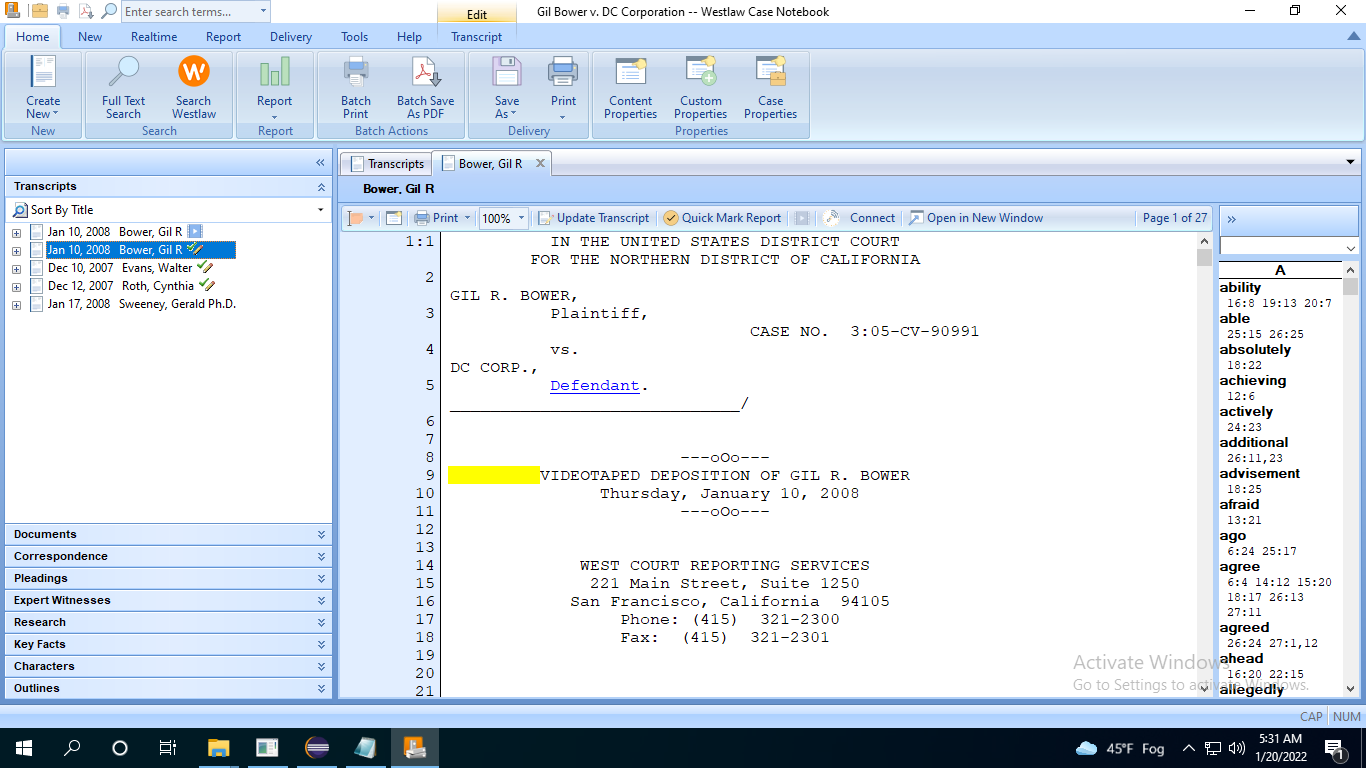 Enter search terms...
Edit
Gil Bower v. DC Corporation -- Westlaw Case Notebook
Home New Realtime Report Delivery Tools Help Transcript
Create New
Full Text Search
Search Westlaw
Report
Batch Print
Batch Save As PDF
Save As
Print
Content Properties
Custom Properties
Case Properties
New Search Report Batch Actions Delivery Properties
Transcripts
Sort By Title
Jan 10, 2008 Bower, Gil R
Jan 10, 2008 Bower, Gil R
Dec 10, 2007 Evans, Walter
Dec 12, 2007 Roth, Cynthia
Jan 17, 2008 Sweeney, Gerald Ph.D.
Documents
Correspondence
Pleadings
Expert Witnesses
Research
Key Facts
Characters
Outlines
Transcripts Bower, Gil R
Bower, Gil R
Print 100% Update Transcript Quick Mark Report Connect Open in New Window Page 1 of 27
1:1 IN THE UNITED STATES DISTRICT COURT
FOR THE NORTHERN DISTRICT OF CALIFORNIA
2
GIL R. BOWER,
3 Plaintiff,
CASE NO. 3:05-CV-90991
4 vs.
DC CORP.,
5 Defendant.
_____________________________/
6
7
8 ---oOo---
9 VIDEOTAPED DEPOSITION OF GIL R. BOWER
10 Thursday, January 10, 2008
11 ---oOo---
12
13
14 WEST COURT REPORTING SERVICES
15 221 Main Street, Suite 1250
16 San Francisco, California 94105
17 Phone: (415) 321-2300
18 Fax: (415) 321-2301
19
20
21
A
ability
16:8 19:13 20:7
able
25:15 26:25
absolutely
18:22
achieving
12:6
actively
24:23
additional
26:11,23
advisement
18:25
afraid
13:21
ago
6:24 25:17
agree
6:4 14:12 15:20
18:17 26:13
27:11
agreed
26:24 27:1,12
ahead
16:20 22:15
allegedly
Activate Windows
Go to Settings to activate Windows.
CAP NUM
45°F Fog
5:31 AM
1/20/2022
1